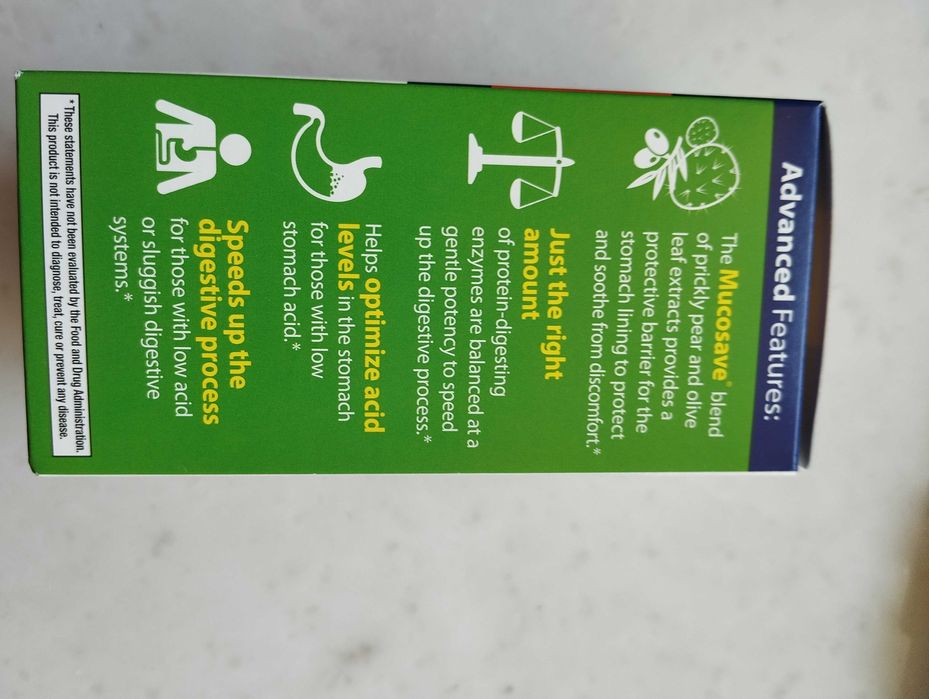 Advanced Features:
The Mucosave® blend
of prickly pear and olive
leaf extracts provides a
protective barrier for the
stomach lining to protect
and soothe from discomfort.*
Just the right
amount
of protein-digesting
enzymes are balanced at a
gentle potency to speed
up the digestive process.*
Helps optimize acid
levels in the stomach
for those with low
stomach acid.*
Speeds up the
digestive process
for those with low acid
or sluggish digestive
systems.*
*These statements have not been evaluated by the Food and Drug Administration.
This product is not intended to diagnose, treat, cure or prevent any disease.